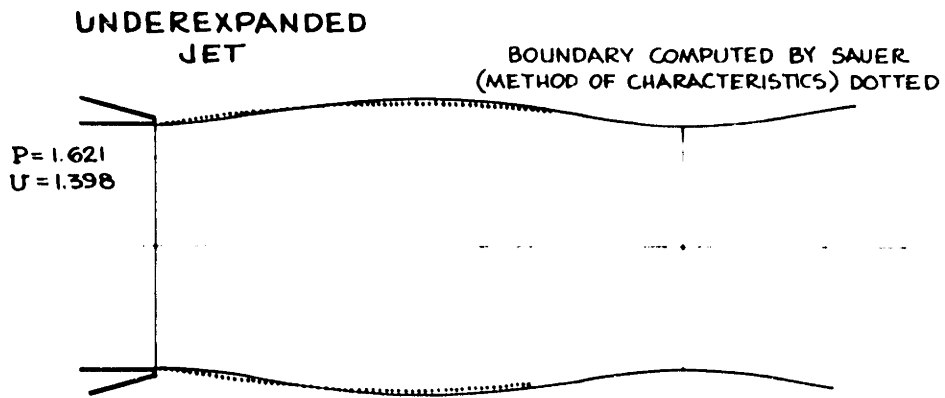 UNDEREXPANDED
JET
BOUNDARY COMPUTED BY SAUER
(METHOD OF CHARACTERISTICS) DOTTED
P = 1.621
U = 1.398